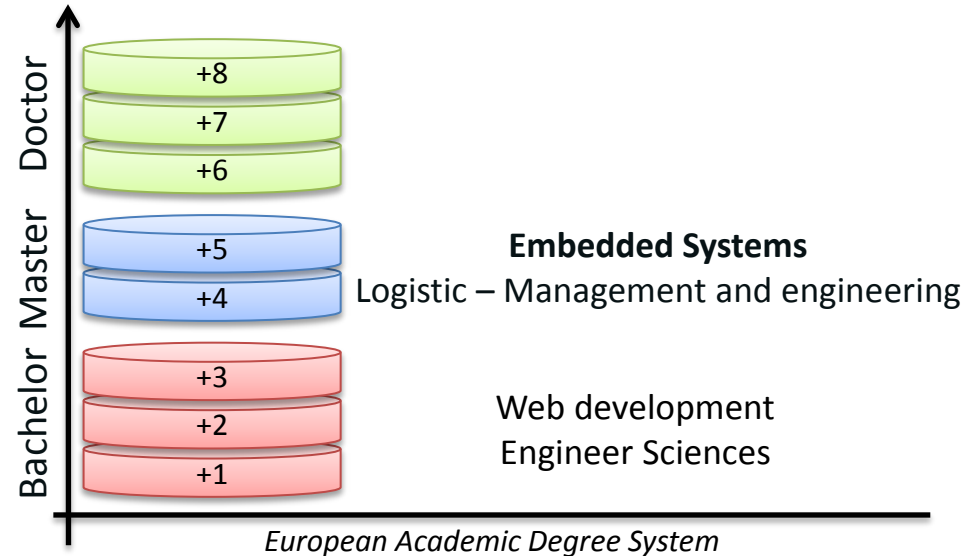 Doctor
+8
+7
+6
Master
+5
+4
Embedded Systems
Logistic – Management and engineering
Bachelor
+3
+2
+1
Web development
Engineer Sciences
European Academic Degree System